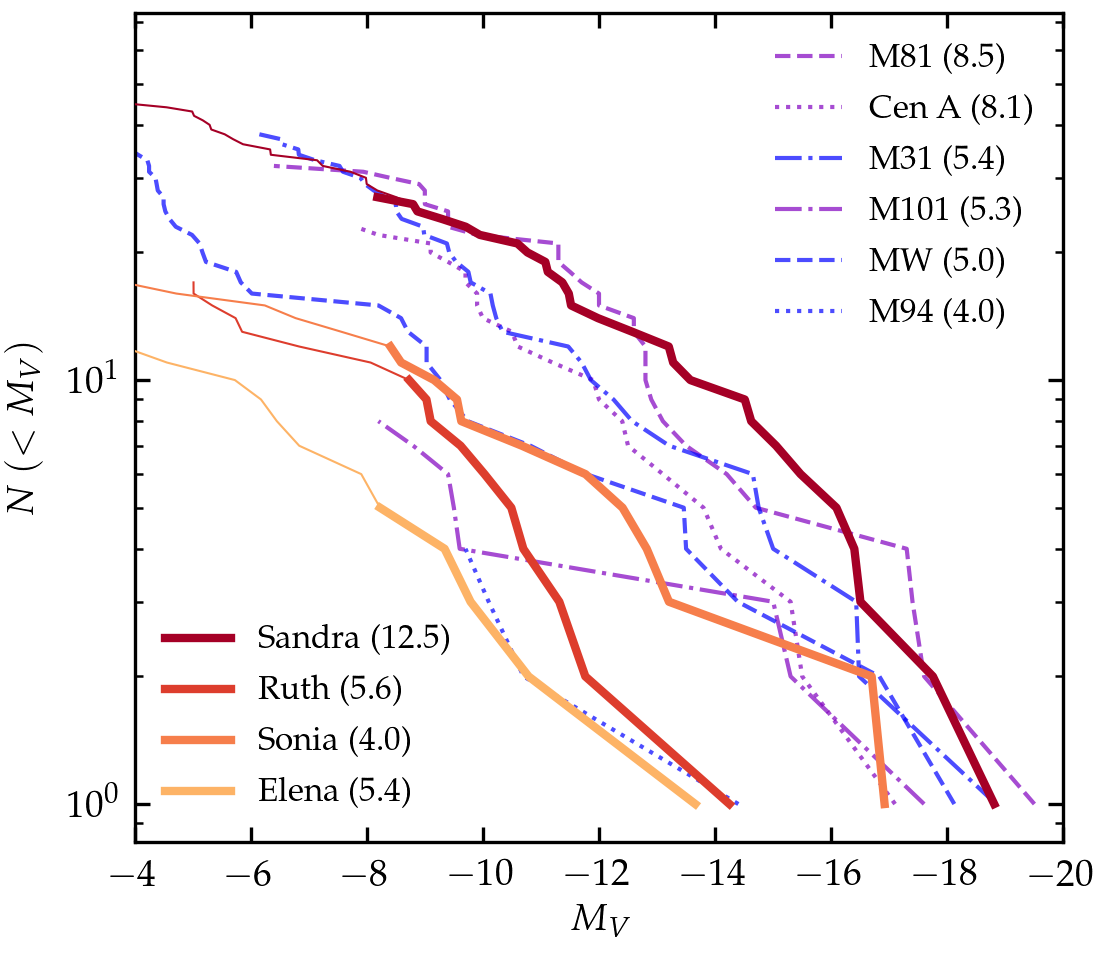 M81 (8.5)
Cen A (8.1)
M31 (5.4)
M101 (5.3)
MW (5.0)
M94 (4.0)
N (< M_V)
10^1
10^0
Sandra (12.5)
Ruth (5.6)
Sonia (4.0)
Elena (5.4)
−4 −6 −8 −10 −12 −14 −16 −18 −20
M_V